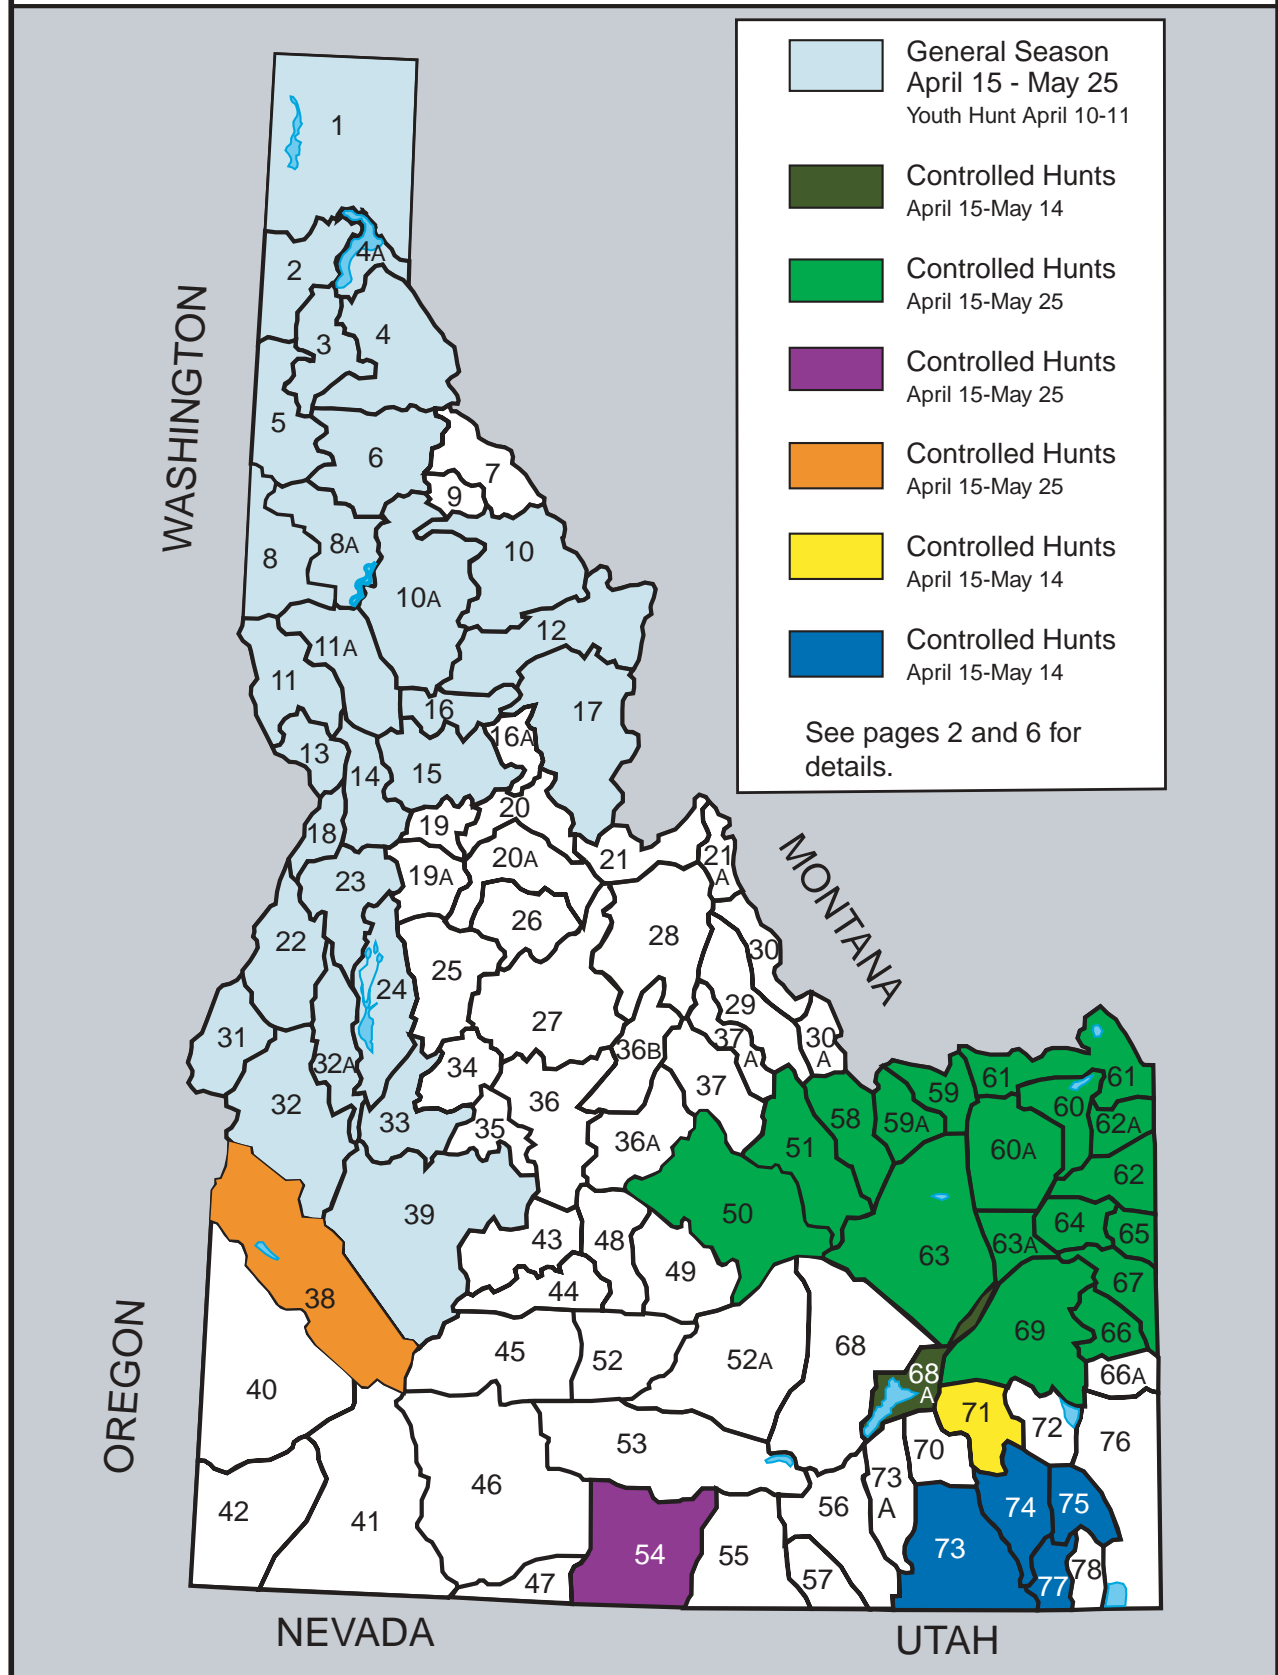 General Season
April 15 - May 25
Youth Hunt April 10-11
Controlled Hunts
April 15-May 14
Controlled Hunts
April 15-May 25
Controlled Hunts
April 15-May 25
Controlled Hunts
April 15-May 25
Controlled Hunts
April 15-May 14
Controlled Hunts
April 15-May 14
See pages 2 and 6 for
details.
WASHINGTON
MONTANA
OREGON
NEVADA
UTAH
1
2
4A
3
4
5
6
7
9
8
8A
10
10A
12
11A
11
16
17
16A
13
14
15
20
19
18
20A
21
21
A
23
19A
26
22
28
30
25
24
29
27
31
37
A
30
A
36B
32A
34
37
36
32
33
35
36A
61
61
59
60
58
59A
62A
51
60A
62
39
50
64
65
43
48
63A
63
49
67
44
38
69
66
45
52
52A
68
68
A
66A
40
71
72
76
53
70
46
73
A
42
41
56
74
75
54
55
73
47
57
77
78